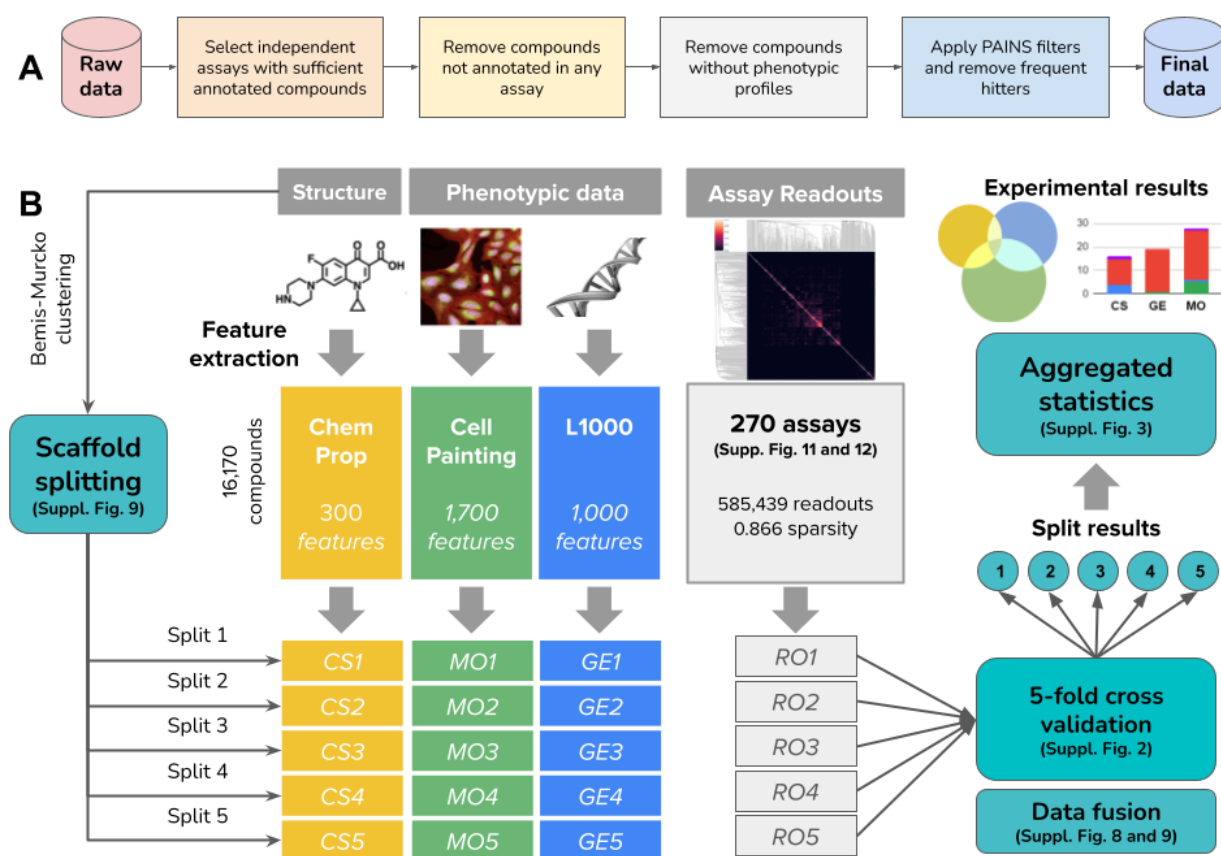 A
Raw
data
Select independent
assays with sufficient
annotated compounds
Remove compounds
not annotated in any
assay
Remove compounds
without phenotypic
profiles
Apply PAINS filters
and remove frequent
hitters
Final
data
B
Structure
Phenotypic data
Assay Readouts
Experimental results
Bemis-Murcko
clustering
F
O
OH
N
N
HN
30
20
10
0
CS
GE
MO
Feature
extraction
Scaffold
splitting
(Suppl. Fig. 9)
16,170
compounds
Chem
Prop
300
features
Cell
Painting
1,700
features
L1000
1,000
features
270 assays
(Supp. Fig. 11 and 12)
585,439 readouts
0.866 sparsity
Aggregated
statistics
(Suppl. Fig. 3)
Split results
1 2 3 4 5
Split 1
CS1 MO1 GE1 RO1
Split 2
CS2 MO2 GE2 RO2
Split 3
CS3 MO3 GE3 RO3
Split 4
CS4 MO4 GE4 RO4
Split 5
CS5 MO5 GE5 RO5
5-fold cross
validation
(Suppl. Fig. 2)
Data fusion
(Suppl. Fig. 8 and 9)